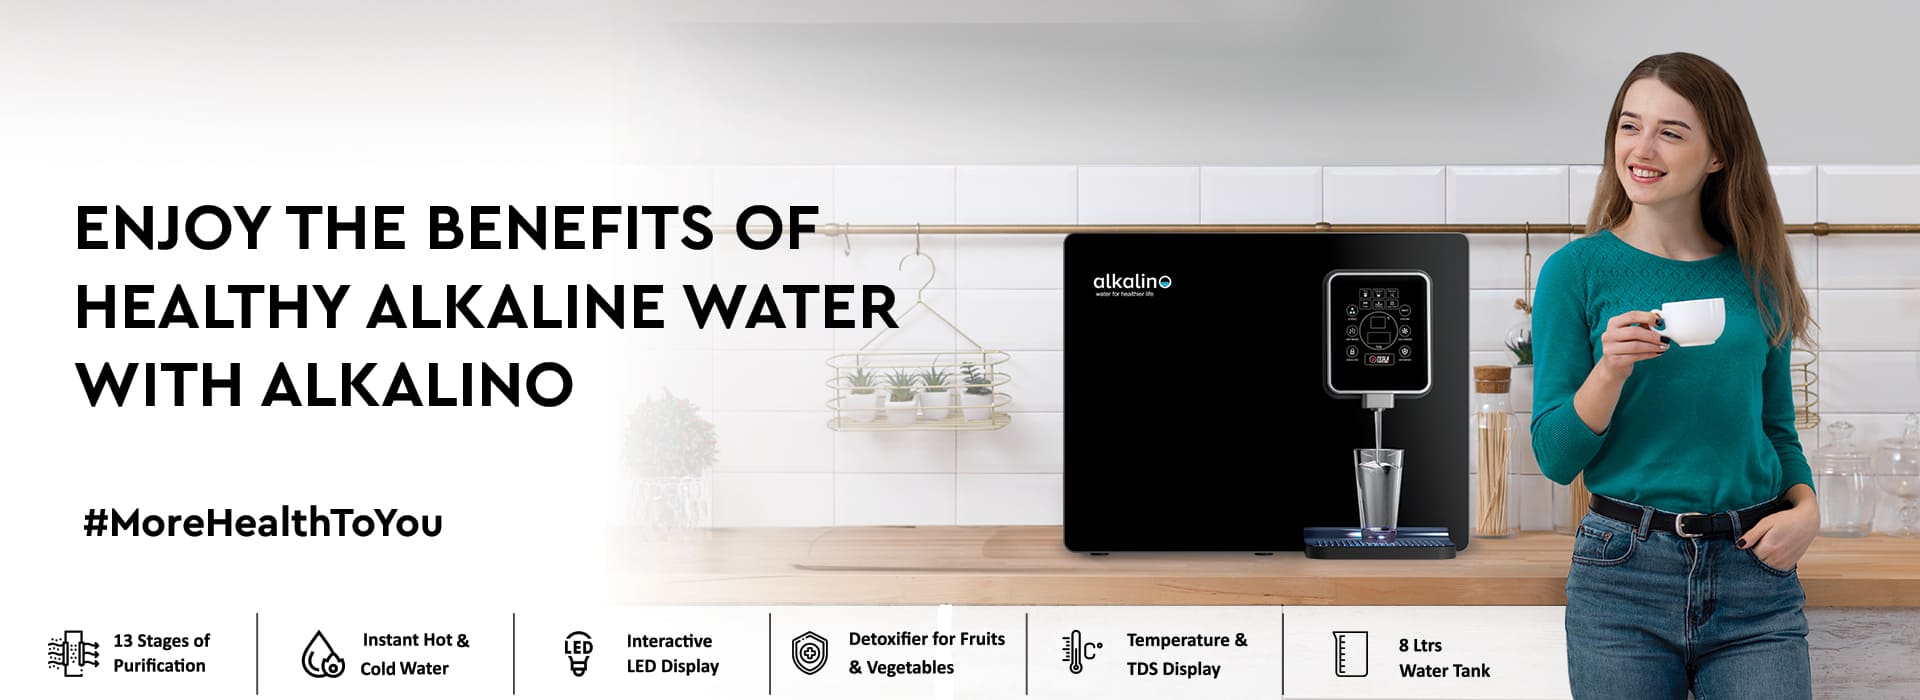 ENJOY THE BENEFITS OF
HEALTHY ALKALINE WATER
WITH ALKALINO
#MoreHealthToYou
alkalino
water for healthier life
13 Stages of
Purification
Instant Hot &
Cold Water
LED
Interactive
LED Display
Detoxifier for Fruits
& Vegetables
C°
Temperature &
TDS Display
8 Ltrs
Water Tank